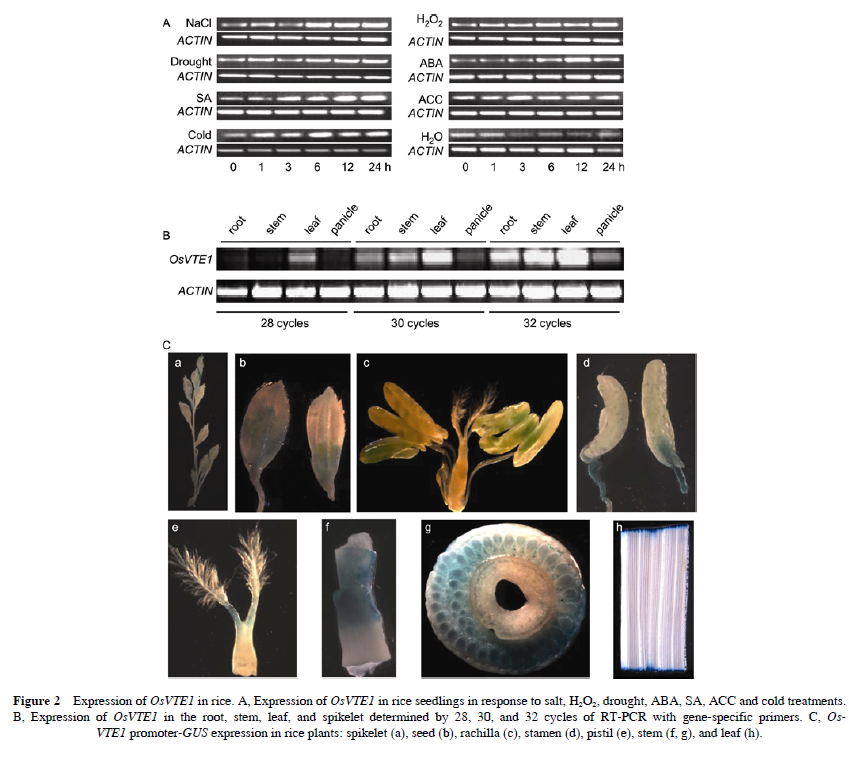 A
NaCl
ACTIN
Drought
ACTIN
SA
ACTIN
Cold
ACTIN
0 1 3 6 12 24 h
H2O2
ACTIN
ABA
ACTIN
ACC
ACTIN
H2O
ACTIN
0 1 3 6 12 24 h
B
root stem leaf panicle root stem leaf panicle root stem leaf panicle
OsVTE1
ACTIN
28 cycles 30 cycles 32 cycles
C
a b c d
e f g h
Figure 2 Expression of OsVTE1 in rice. A, Expression of OsVTE1 in rice seedlings in response to salt, H2O2, drought, ABA, SA, ACC and cold treatments.
B, Expression of OsVTE1 in the root, stem, leaf, and spikelet determined by 28, 30, and 32 cycles of RT-PCR with gene-specific primers. C, Os-
VTE1 promoter-GUS expression in rice plants: spikelet (a), seed (b), rachilla (c), stamen (d), pistil (e), stem (f, g), and leaf (h).